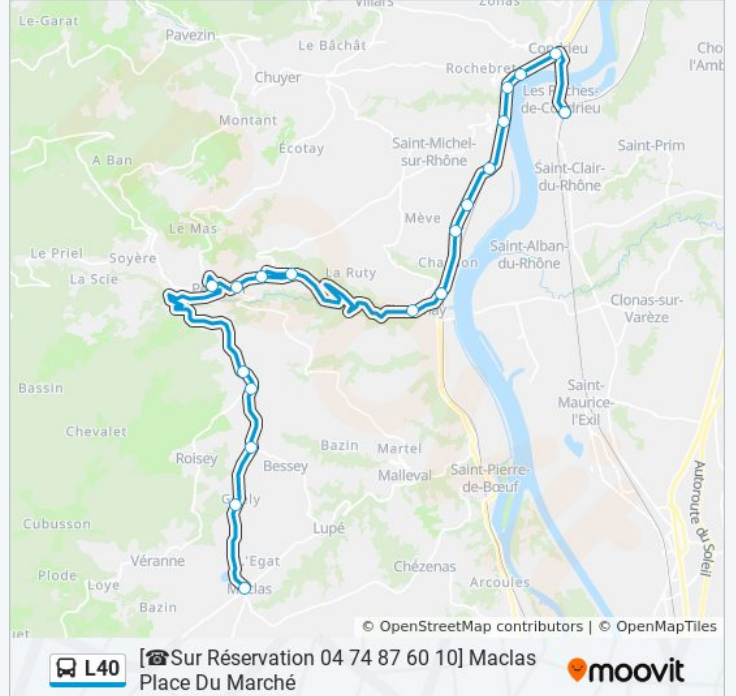 Villars
Zonas
Le-Garat
Pavezin
Le Bâchât
Condrieu
Rochebret
Chuyer
Les Roches-
de-Condrieu
Montant
Écotay
Saint-Michel-
sur-Rhône
Saint-Prim
A Ban
Saint-Clair-
du-Rhône
Le Mas
Mève
Le Priel
Soyère
Saint-Alban-
du-Rhône
La Scie
La Ruty
Clonas-sur-
Varèze
Bassin
Saint-
Maurice-
l'Exil
Chevalet
Bazin
Martel
Roisey
Bessey
Malleval
Saint-Pierre-
de-Bœuf
Autoroute du Soleil
Cubusson
Lupé
Véranne
L'Egat
Chézenas
Plode
Loye
Arcoules
Bazin
Maclas
© OpenStreetMap contributors | © OpenMapTiles
L40
[☎Sur Réservation 04 74 87 60 10] Maclas
Place Du Marché
moovit